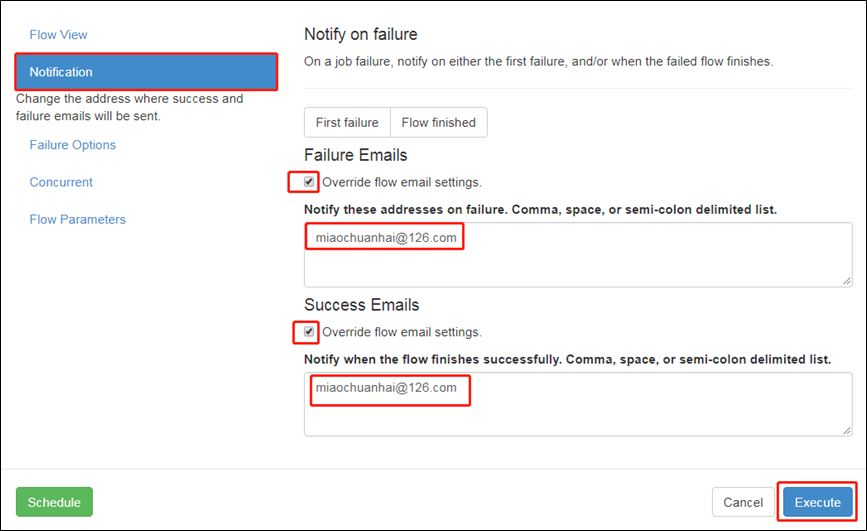 Flow View
Notification
Change the address where success and
failure emails will be sent.
Failure Options
Concurrent
Flow Parameters
Notify on failure
On a job failure, notify on either the first failure, and/or when the failed flow finishes.
First failure Flow finished
Failure Emails
Override flow email settings.
Notify these addresses on failure. Comma, space, or semi-colon delimited list.
miaochuanhai@126.com
Success Emails
Override flow email settings.
Notify when the flow finishes successfully. Comma, space, or semi-colon delimited list.
miaochuanhai@126.com
Schedule Cancel Execute